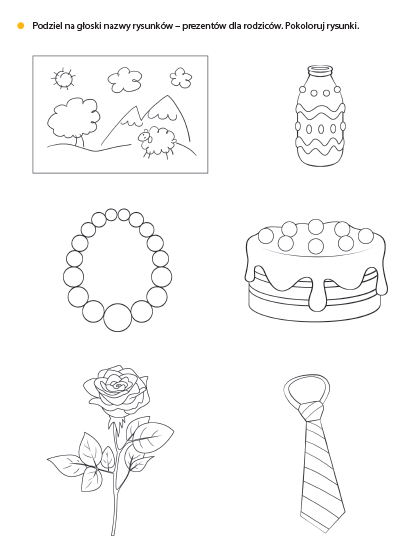 Podziel na głoski nazwy rysunków – prezentów dla rodziców. Pokoloruj rysunki.